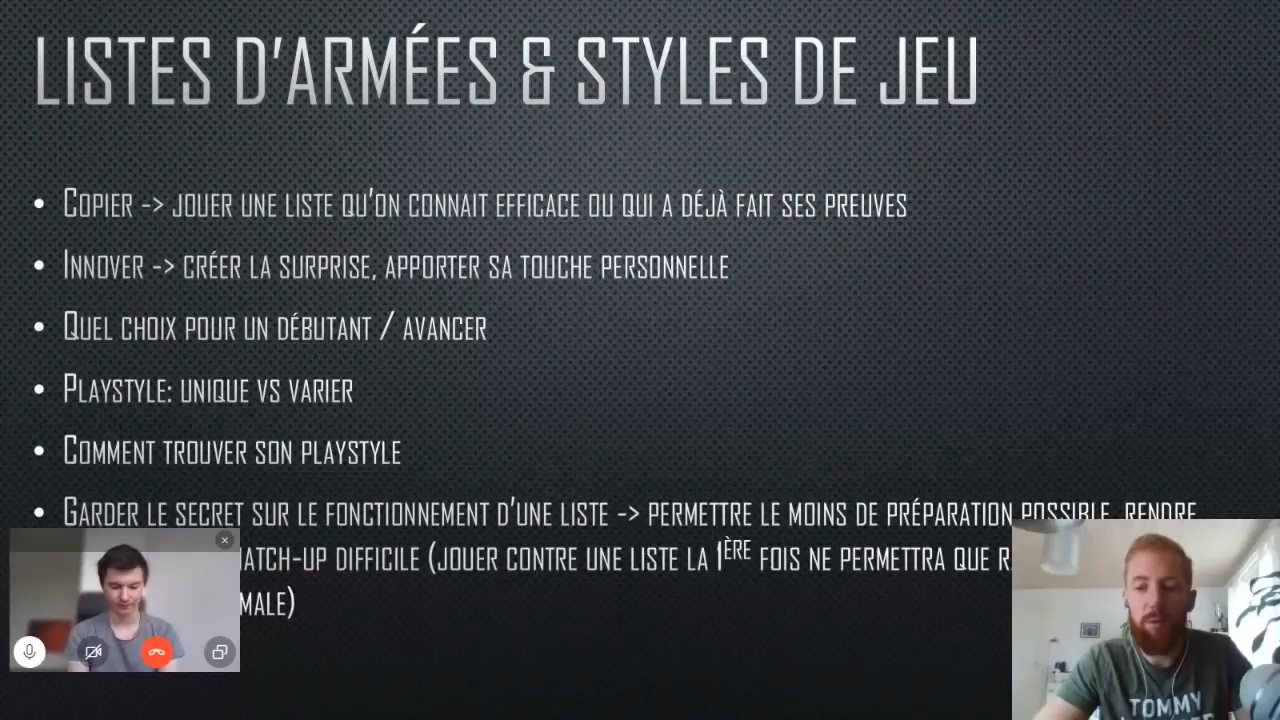 LISTES D'ARMÉES & STYLES DE JEU
• COPIER -> JOUER UNE LISTE QU'ON CONNAIT EFFICACE OU QUI A DÉJÀ FAIT SES PREUVES
• INNOVER -> CRÉER LA SURPRISE, APPORTER SA TOUCHE PERSONNELLE
• QUEL CHOIX POUR UN DÉBUTANT / AVANCER
• PLAYSTYLE: UNIQUE VS VARIER
• COMMENT TROUVER SON PLAYSTYLE
• GARDER LE SECRET SUR LE FONCTIONNEMENT D'UNE LISTE -> PERMETTRE LE MOINS DE PRÉPARATION POSSIBLE, RENDRE
MATCH-UP DIFFICILE (JOUER CONTRE UNE LISTE LA 1ÈRE FOIS NE PERMETTRA QUE
MALE)
TOMMY